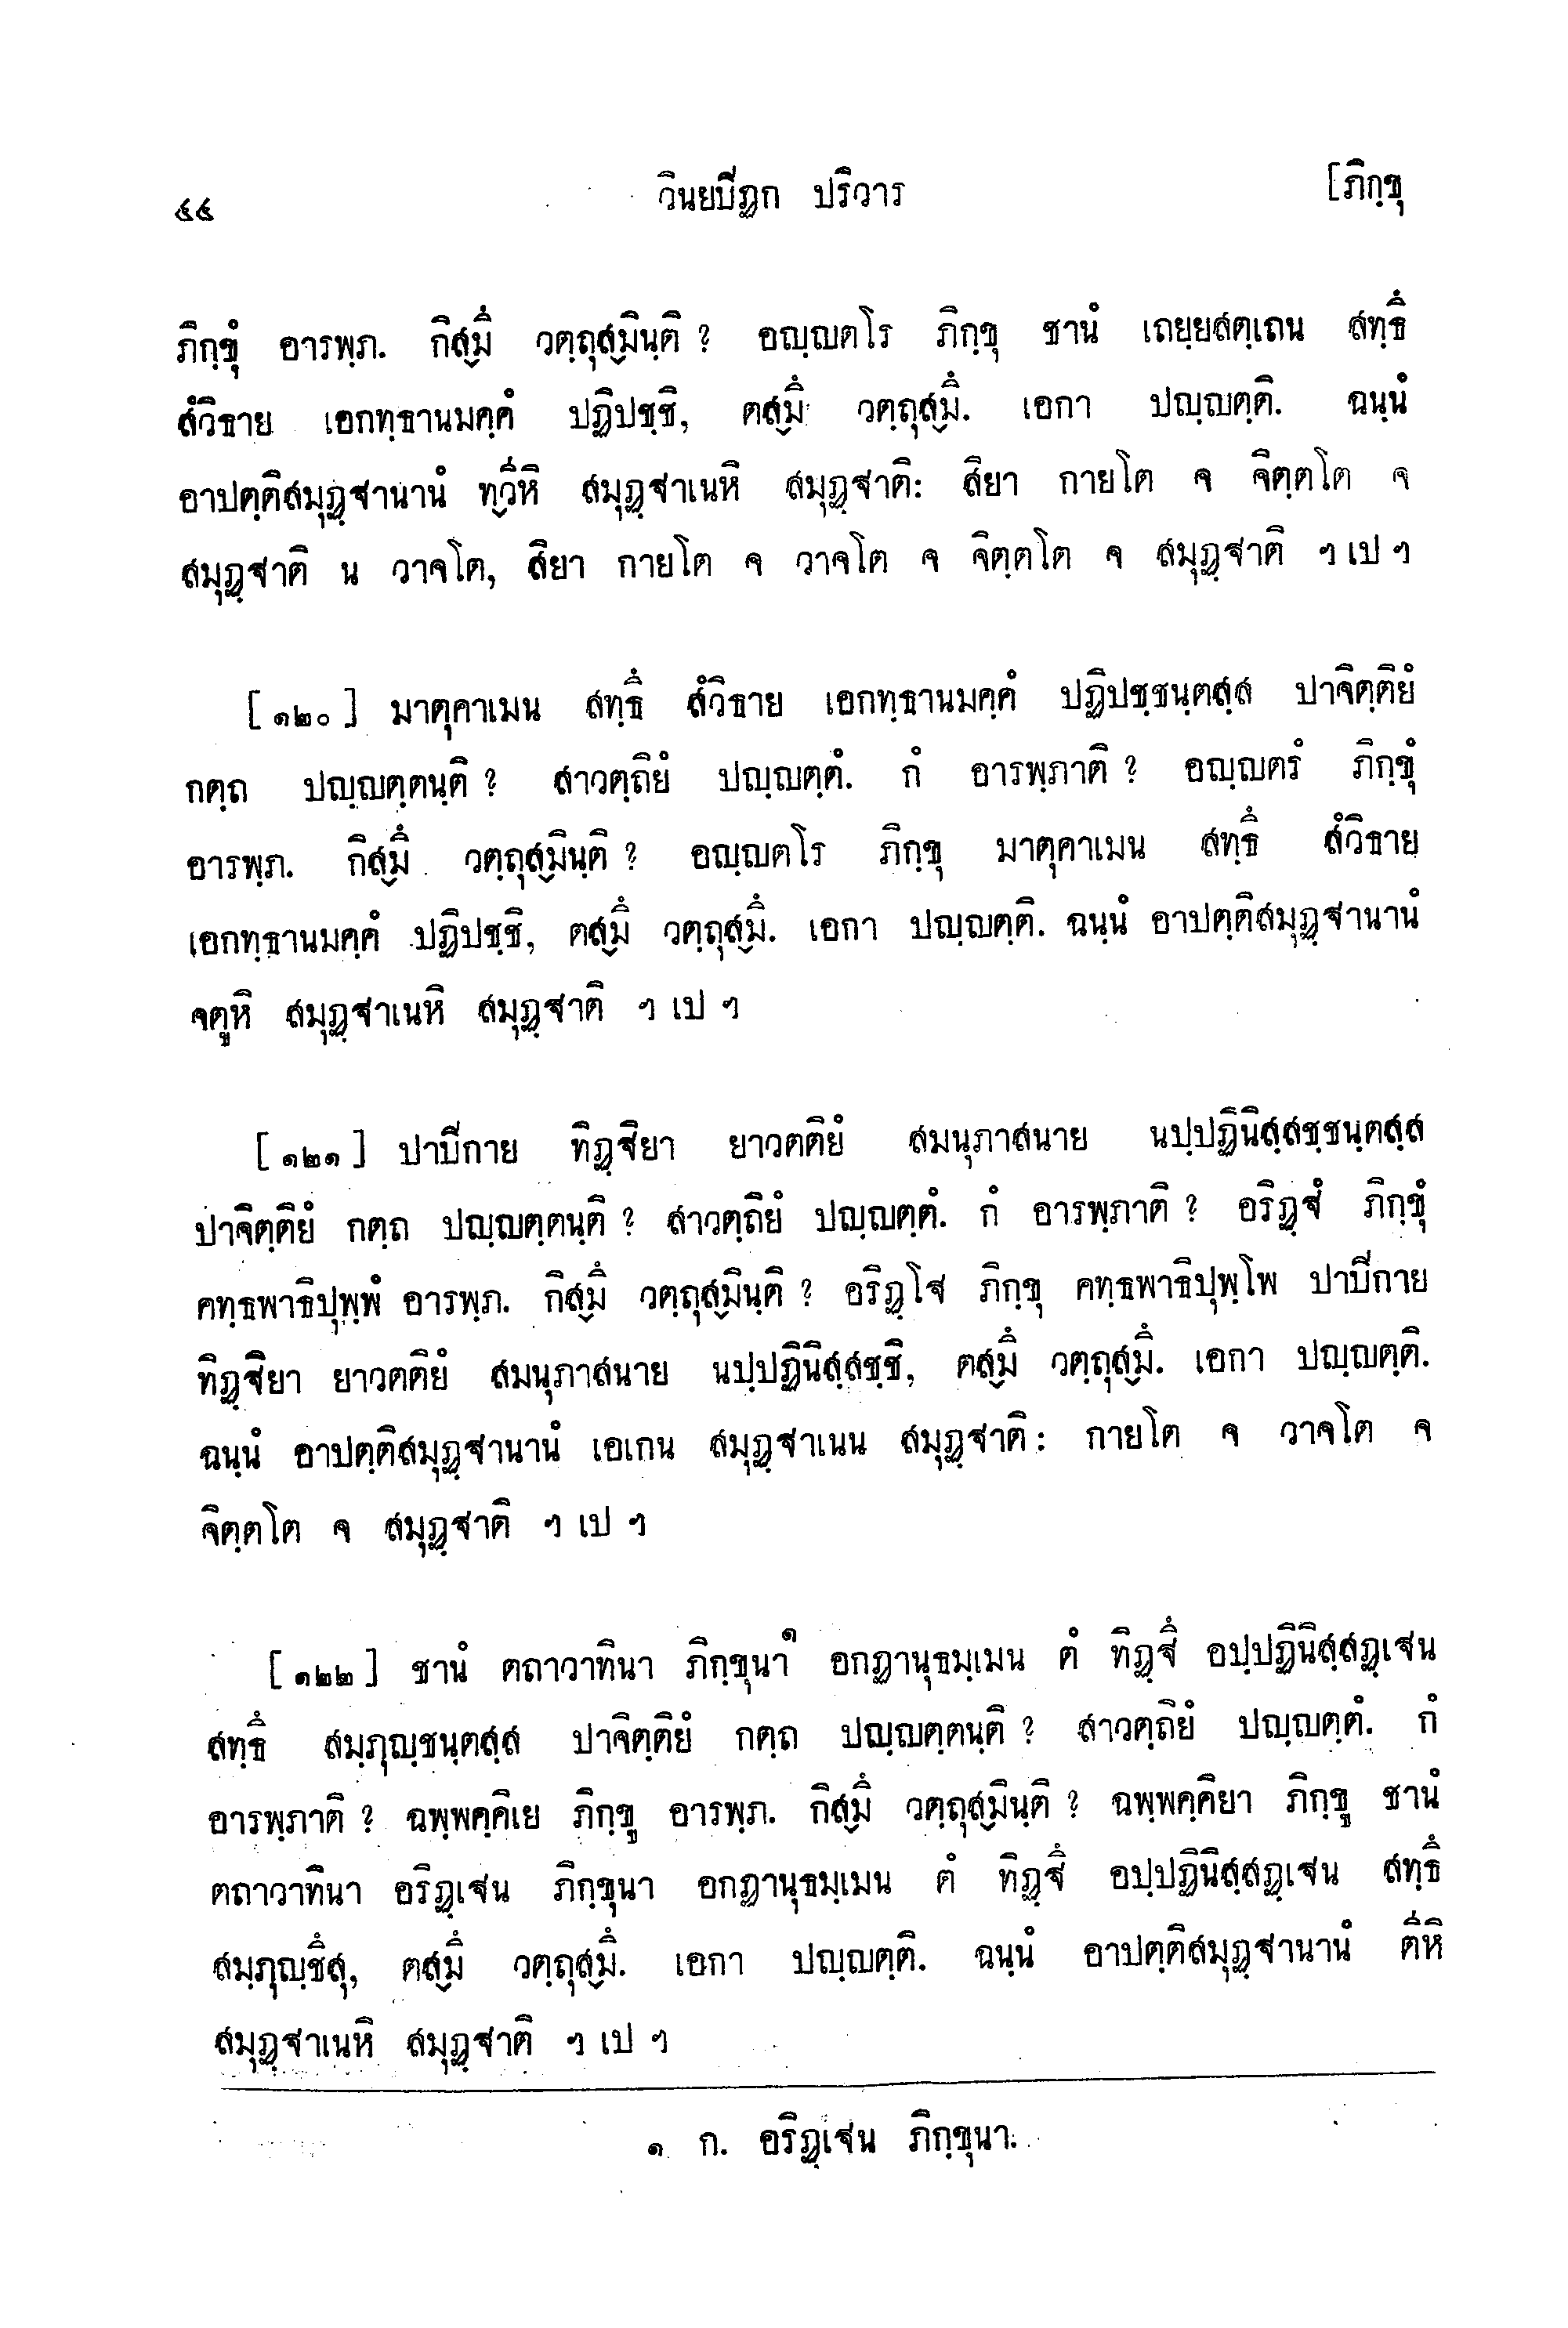 ๔๔ วินยปิฏก ปริวาร [ภิกฺขุ
ภิกฺขุํ อารพฺภ. กิสฺมึ วตฺถุสฺมินฺติ ? อญฺญตโร ภิกฺขุ ชานํ เถยฺยสตฺเถน สทฺธึ
สํวิธาย เอกทฺธานมคฺคํ ปฏิปชฺชิ, ตสฺมึ วตฺถุสฺมึ. เอกา ปญฺญตฺติ. ฉนฺนํ
อาปตฺติสมุฏฺฐานานํ ทฺวีหิ สมุฏฺฐาเนหิ สมุฏฺฐาติ: สิยา กายโต จ จิตฺตโต จ
สมุฏฺฐาติ น วาจโต, สิยา กายโต จ วาจโต จ จิตฺตโต จ สมุฏฺฐาติ ฯ เป ฯ
[๑๒๐] มาตุคาเมน สทฺธึ สํวิธาย เอกทฺธานมคฺคํ ปฏิปชฺชนฺตสฺส ปาจิตฺติยํ
กตฺถ ปญฺญตฺตนฺติ ? สาวตฺถิยํ ปญฺญตฺตํ. กํ อารพฺภาติ ? อญฺญตรํ ภิกฺขุํ
อารพฺภ. กิสฺมึ วตฺถุสฺมินฺติ ? อญฺญตโร ภิกฺขุ มาตุคาเมน สทฺธึ สํวิธาย
เอกทฺธานมคฺคํ ปฏิปชฺชิ, ตสฺมึ วตฺถุสฺมึ. เอกา ปญฺญตฺติ. ฉนฺนํ อาปตฺติสมุฏฺฐานานํ
จตูหิ สมุฏฺฐาเนหิ สมุฏฺฐาติ ฯ เป ฯ
[๑๒๑] ปาปิกาย ทิฏฺฐิยา ยาวตติยํ สมนุภาสนาย นปฺปฏินิสฺสชฺชนฺตสฺส
ปาจิตฺติยํ กตฺถ ปญฺญตฺตนฺติ ? สาวตฺถิยํ ปญฺญตฺตํ. กํ อารพฺภาติ ? อริฏฺฐํ ภิกฺขุํ
คทฺธพาธิปุพฺพํ อารพฺภ. กิสฺมึ วตฺถุสฺมินฺติ ? อริฏฺโฐ ภิกฺขุ คทฺธพาธิปุพฺโพ ปาปิกาย
ทิฏฺฐิยา ยาวตติยํ สมนุภาสนาย นปฺปฏินิสฺสชฺชิ, ตสฺมึ วตฺถุสฺมึ. เอกา ปญฺญตฺติ.
ฉนฺนํ อาปตฺติสมุฏฺฐานานํ เอเกน สมุฏฺฐาเนน สมุฏฺฐาติ: กายโต จ วาจโต จ
จิตฺตโต จ สมุฏฺฐาติ ฯ เป ฯ
[๑๒๒] ชานํ ตถาวาทินา ภิกฺขุนา๑ อกฏานุธมฺเมน ตํ ทิฏฺฐึ อปฺปฏินิสฺสฏฺเฐน
สทฺธึ สมฺภุญฺชนฺตสฺส ปาจิตฺติยํ กตฺถ ปญฺญตฺตนฺติ ? สาวตฺถิยํ ปญฺญตฺตํ. กํ
อารพฺภาติ ? ฉพฺพคฺคิเย ภิกฺขู อารพฺภ. กิสฺมึ วตฺถุสฺมินฺติ ? ฉพฺพคฺคิยา ภิกฺขู ชานํ
ตถาวาทินา อริฏฺเฐน ภิกฺขุนา อกฏานุธมฺเมน ตํ ทิฏฺฐึ อปฺปฏินิสฺสฏฺเฐน สทฺธึ
สมฺภุญฺชึสุ, ตสฺมึ วตฺถุสฺมึ. เอกา ปญฺญตฺติ. ฉนฺนํ อาปตฺติสมุฏฺฐานานํ ตีหิ
สมุฏฺฐาเนหิ สมุฏฺฐาติ ฯ เป ฯ
๑ ก. อริฏฺเฐน ภิกฺขุนา.